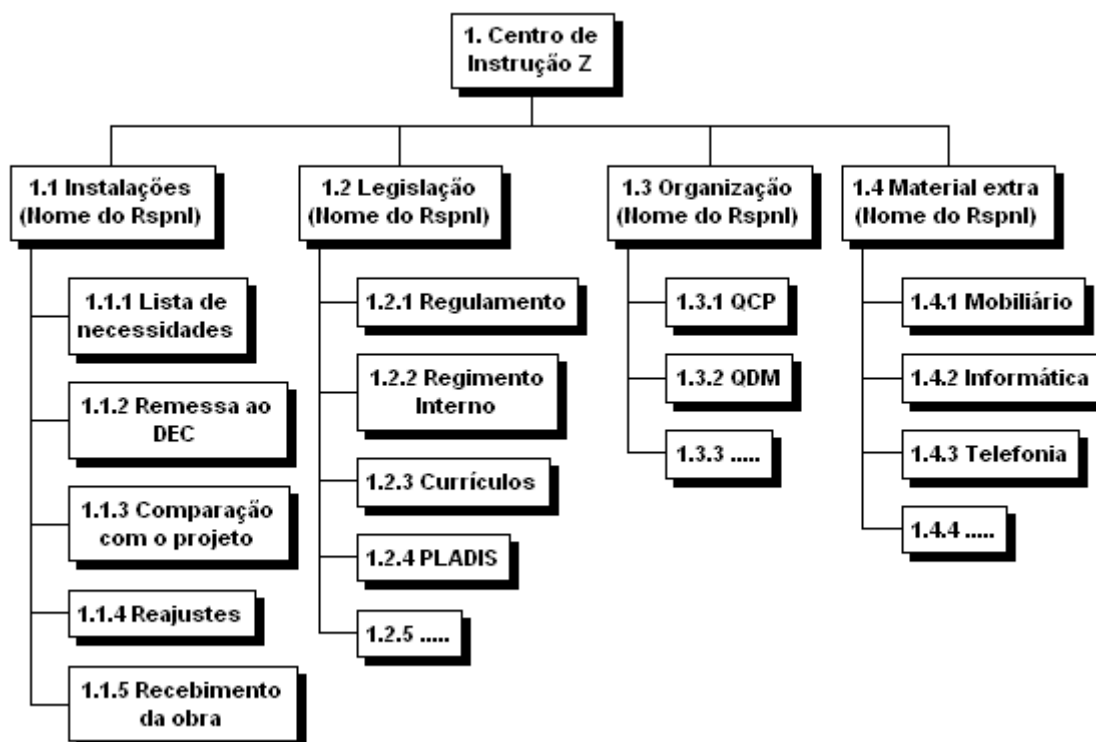 1. Centro de
Instrução Z
1.1 Instalações
(Nome do Rspnl)
1.1.1 Lista de
necessidades
1.1.2 Remessa ao
DEC
1.1.3 Comparação
com o projeto
1.1.4 Reajustes
1.1.5 Recebimento
da obra
1.2 Legislação
(Nome do Rspnl)
1.2.1 Regulamento
1.2.2 Regimento
Interno
1.2.3 Currículos
1.2.4 PLADIS
1.2.5 .....
1.3 Organização
(Nome do Rspnl)
1.3.1 QCP
1.3.2 QDM
1.3.3 .....
1.4 Material extra
(Nome do Rspnl)
1.4.1 Mobiliário
1.4.2 Informática
1.4.3 Telefonia
1.4.4 .....